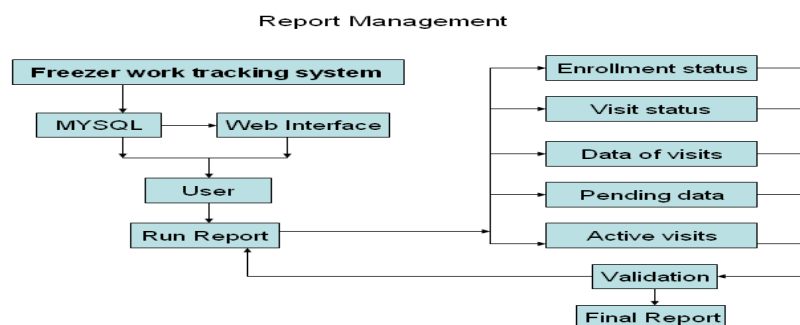 Report Management
Freezer work tracking system
MYSQL
Web Interface
User
Run Report
Enrollment status
Visit status
Data of visits
Pending data
Active visits
Validation
Final Report